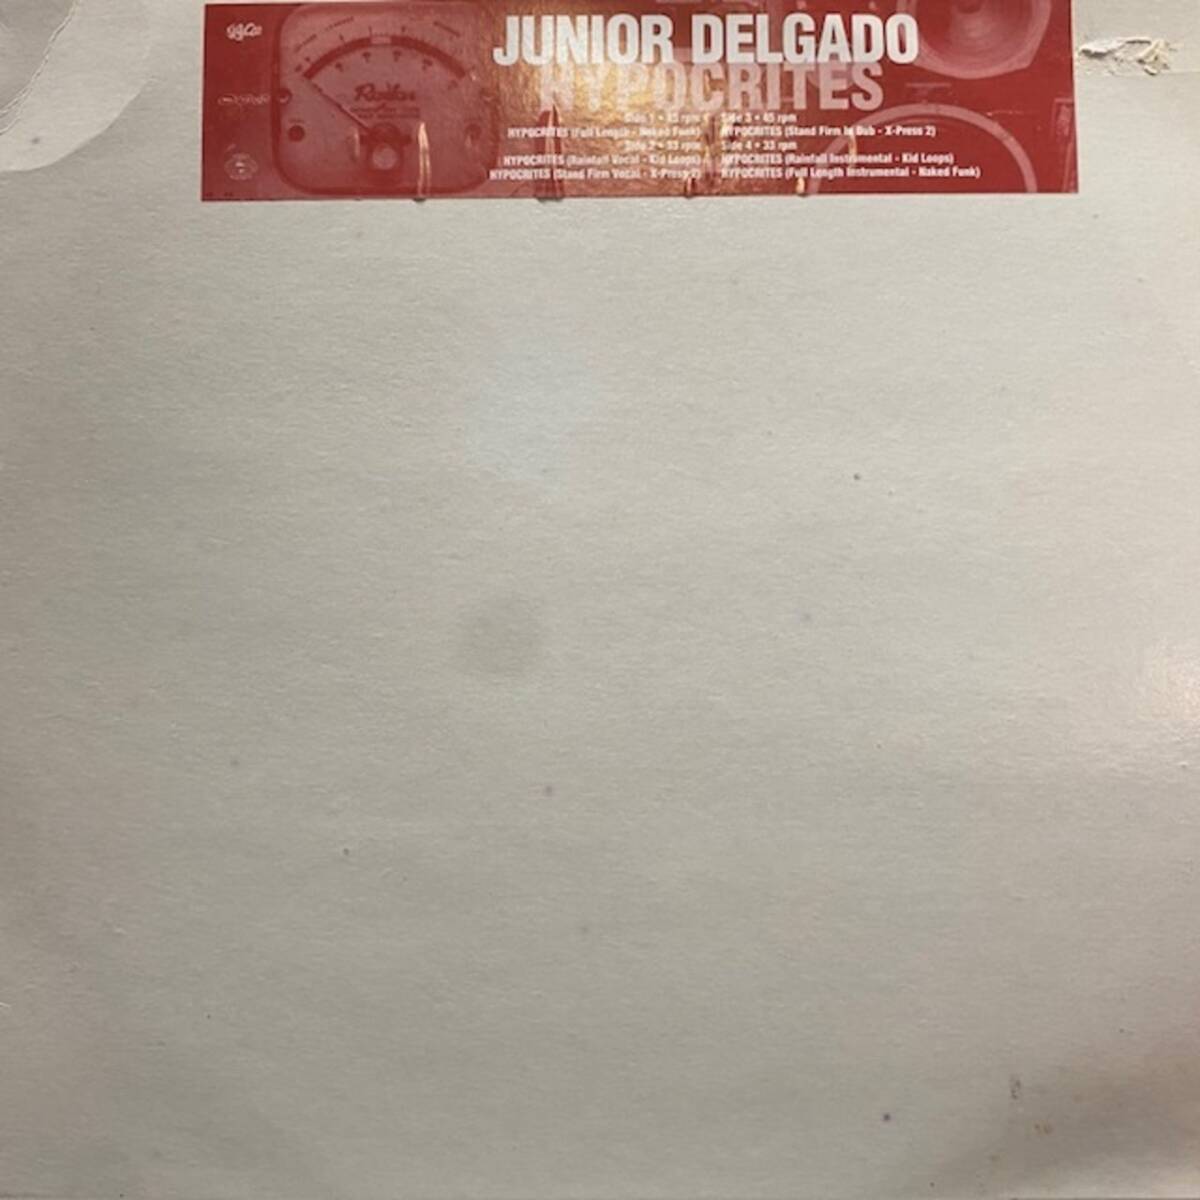 JUNIOR DELGADO
HYPOCRITES
Side 1 • 45 rpm
HYPOCRITES (Full Length - Naked Funk)
Side 2 • 33 rpm
HYPOCRITES (Rainfall Vocal - Kid Loops)
HYPOCRITES (Stand Firm Vocal - X-Press 2)
Side 3 • 45 rpm
HYPOCRITES (Stand Firm In Dub - X-Press 2)
Side 4 • 33 rpm
HYPOCRITES (Rainfall Instrumental - Kid Loops)
HYPOCRITES (Full Length Instrumental - Naked Funk)